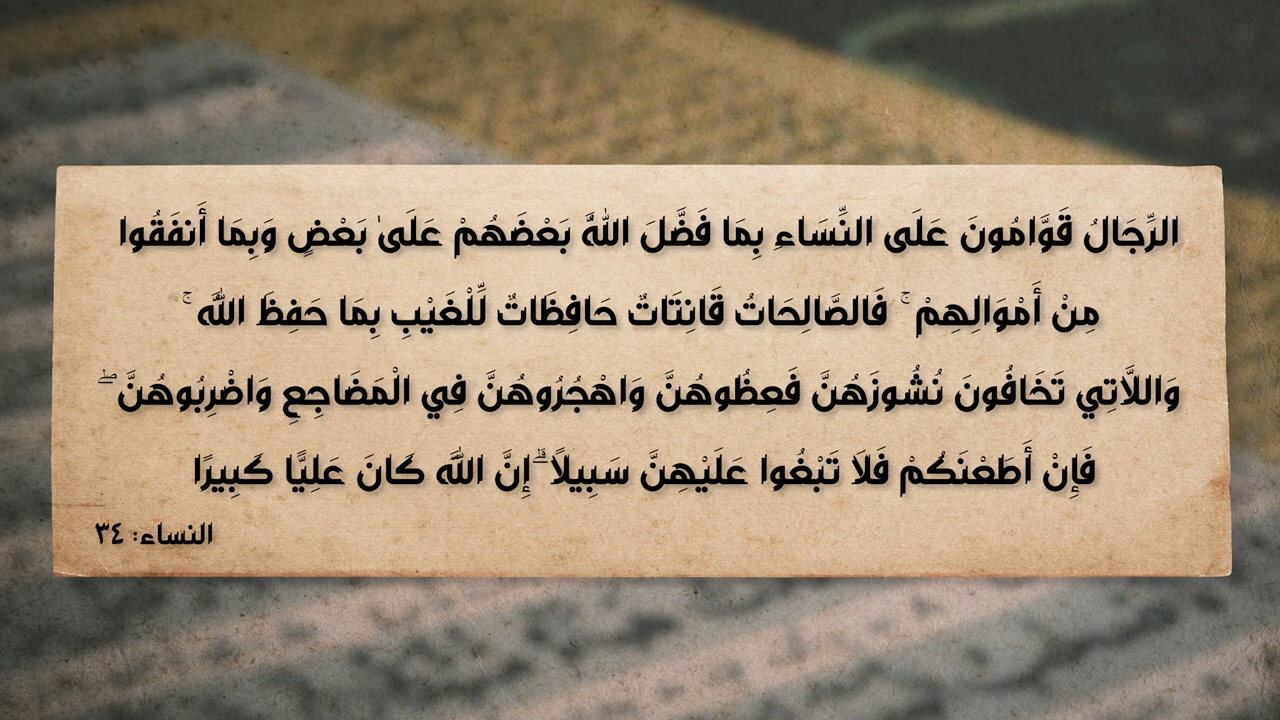 الرِّجَالُ قَوَّامُونَ عَلَى النِّسَاءِ بِمَا فَضَّلَ اللَّهُ بَعْضَهُمْ عَلَىٰ بَعْضٍ وَبِمَا أَنفَقُوا
مِنْ أَمْوَالِهِمْ ۚ فَالصَّالِحَاتُ قَانِتَاتٌ حَافِظَاتٌ لِّلْغَيْبِ بِمَا حَفِظَ اللَّهُ ۚ
وَاللَّاتِي تَخَافُونَ نُشُوزَهُنَّ فَعِظُوهُنَّ وَاهْجُرُوهُنَّ فِي الْمَضَاجِعِ وَاضْرِبُوهُنَّ ۖ
فَإِنْ أَطَعْنَكُمْ فَلَا تَبْغُوا عَلَيْهِنَّ سَبِيلًا ۗ إِنَّ اللَّهَ كَانَ عَلِيًّا كَبِيرًا
النساء: ٣٤